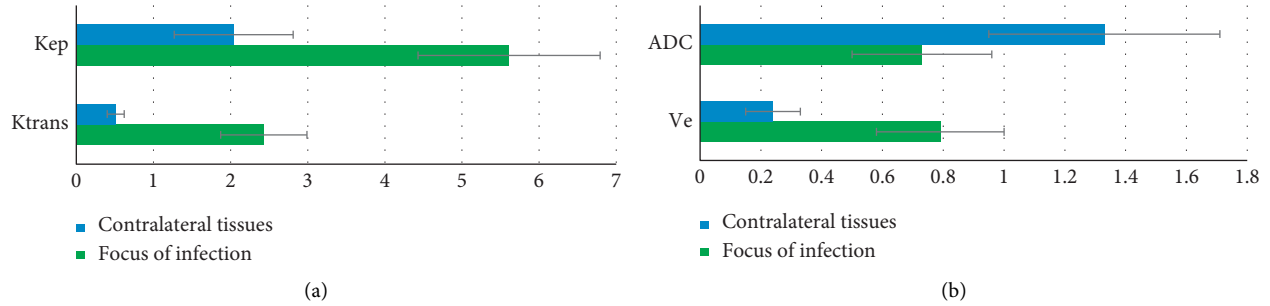 Kep
Ktrans
0 1 2 3 4 5 6 7
Contralateral tissues
Focus of infection
(a)
ADC
Ve
0 0.2 0.4 0.6 0.8 1 1.2 1.4 1.6 1.8
Contralateral tissues
Focus of infection
(b)